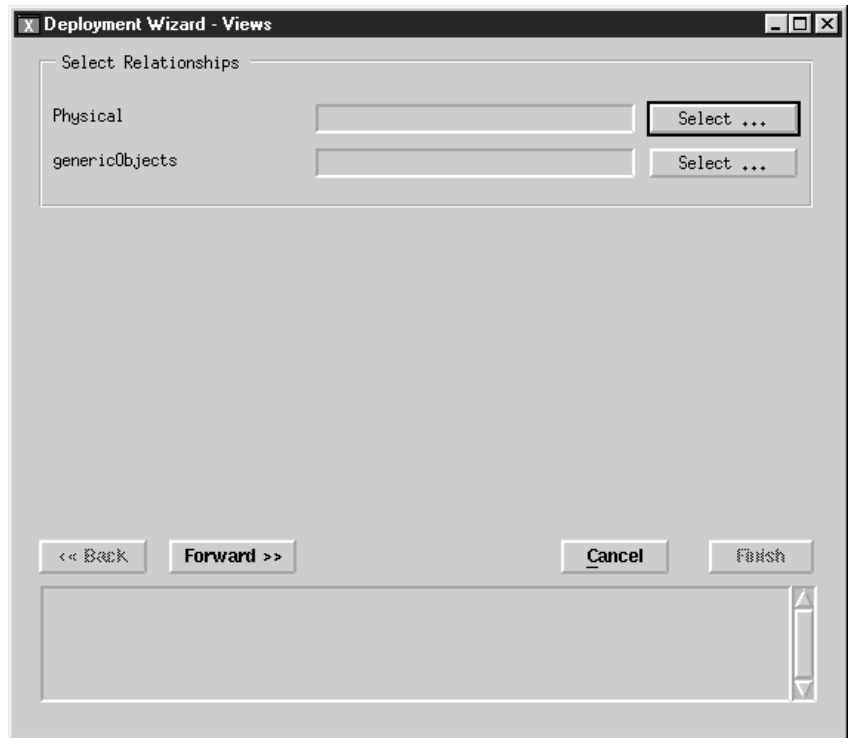 X Deployment Wizard - Views
Select Relationships
Physical Select ...
genericObjects Select ...
<< Back Forward >> Cancel Finish